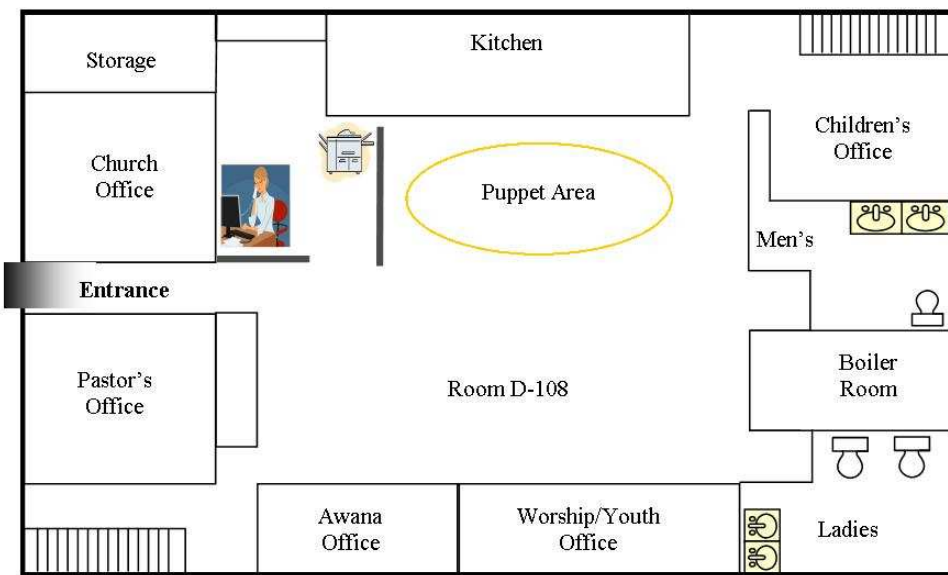 Storage
Kitchen
Church
Office
Children's
Office
Puppet Area
Men's
Entrance
Pastor's
Office
Room D-108
Boiler
Room
Awana
Office
Worship/Youth
Office
Ladies